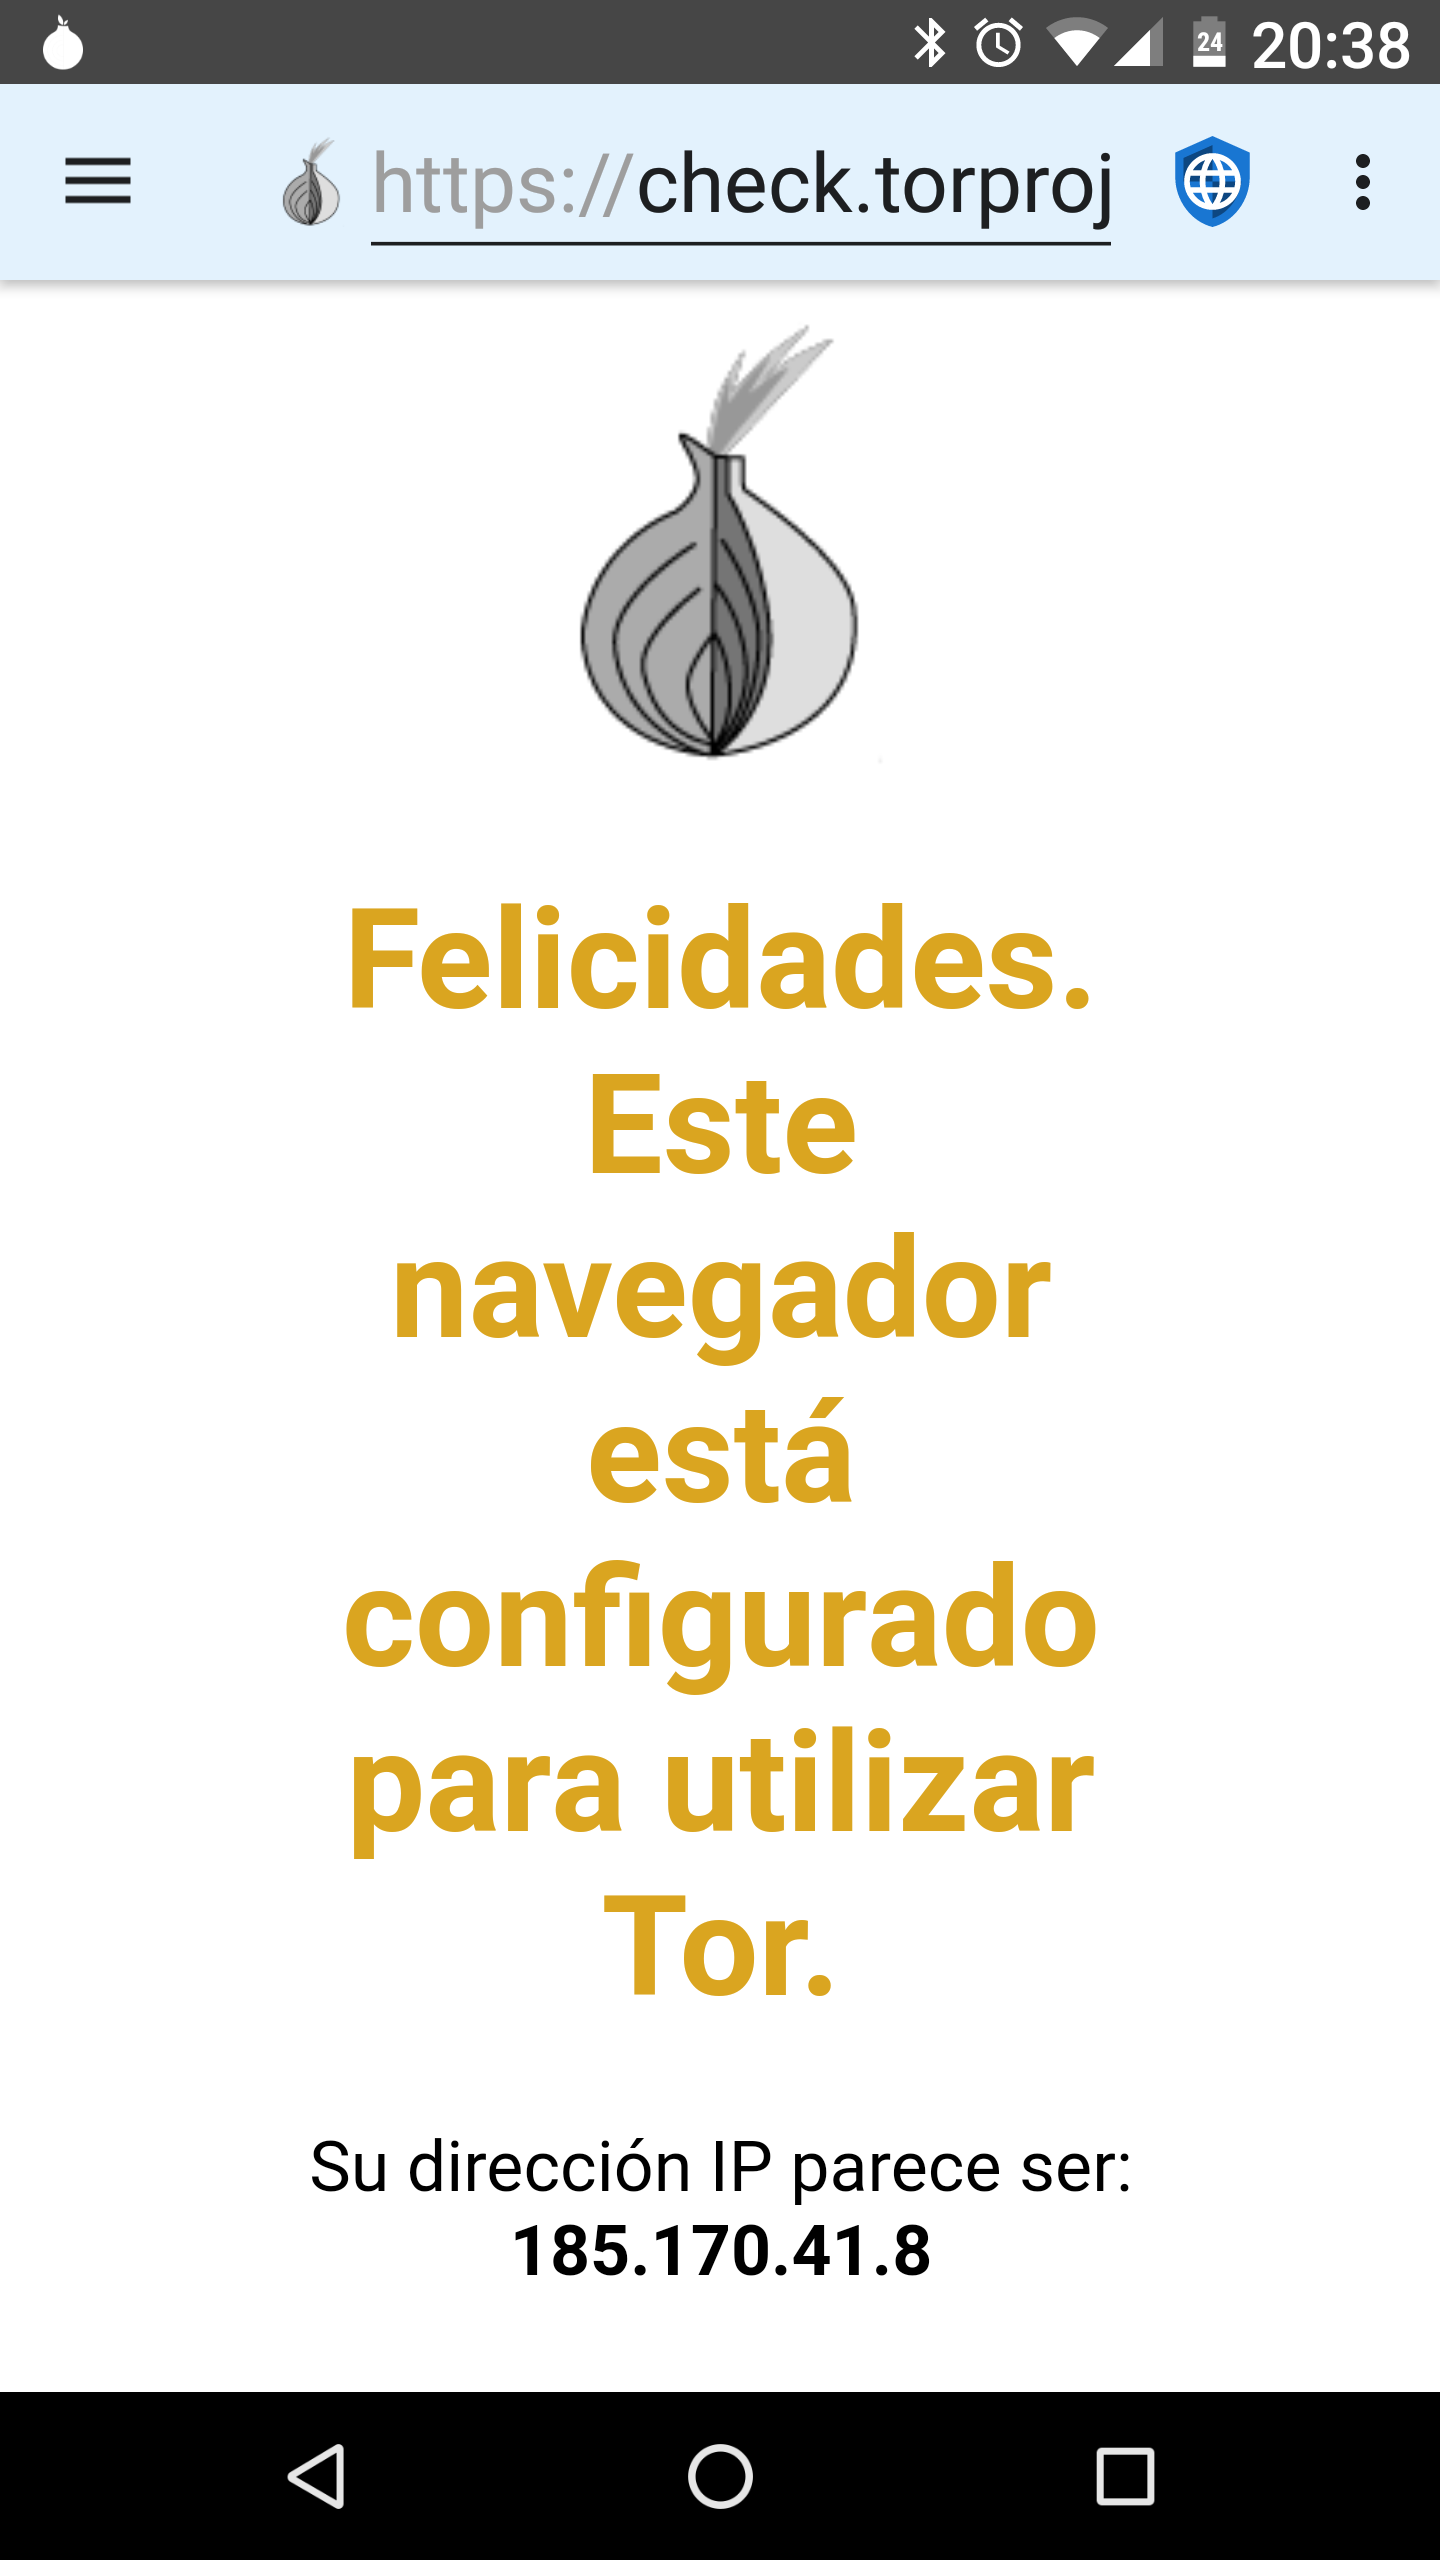 24 20:38
https://check.torproj
Felicidades.
Este
navegador
está
configurado
para utilizar
Tor.
Su dirección IP parece ser:
185.170.41.8